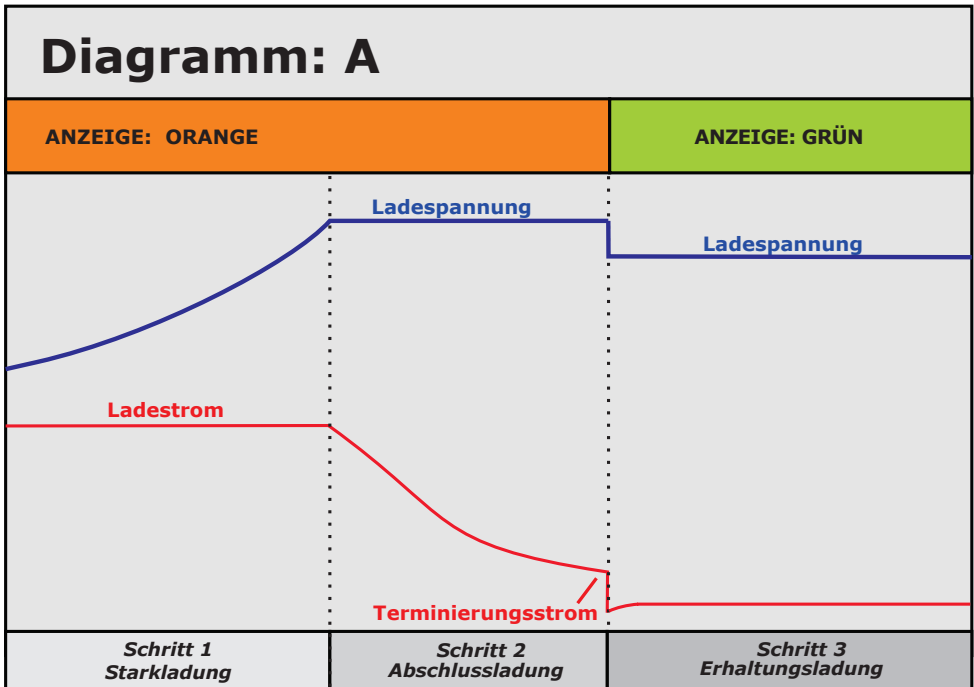 Diagramm: A
ANZEIGE: ORANGE
ANZEIGE: GRÜN
Ladespannung
Ladespannung
Ladestrom
Terminierungsstrom
Schritt 1
Starkladung
Schritt 2
Abschlussladung
Schritt 3
Erhaltungsladung